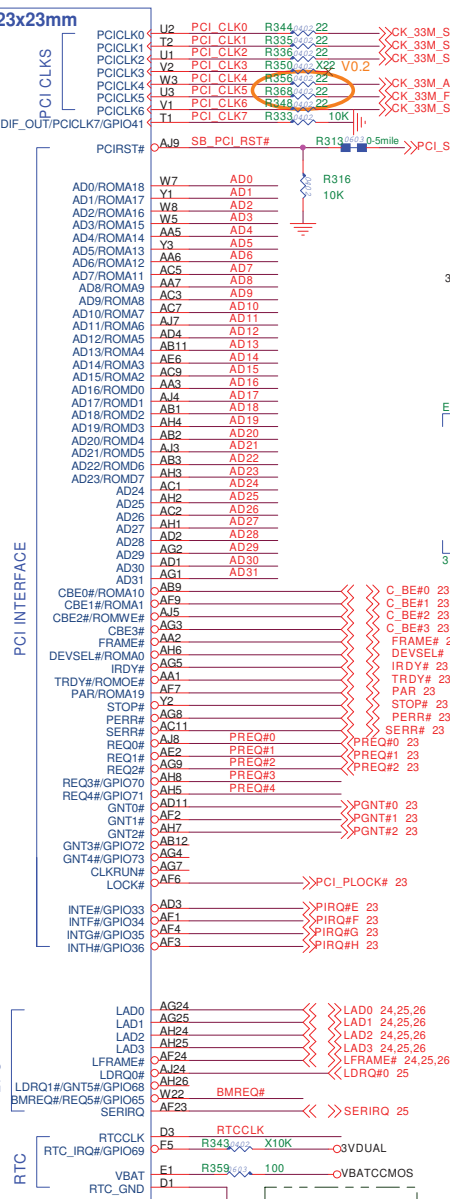 23x23mm
PCI CLKS
PCICLK0 U2 PCI_CLK0 R344 0402 22 CK_33M_S
PCICLK1 T2 PCI_CLK1 R335 0402 22 CK_33M_S
PCICLK2 U1 PCI_CLK2 R336 0402 22 CK_33M_S
PCICLK3 V2 PCI_CLK3 R350 X22 V0.2
PCICLK4 W3 PCI_CLK4 R356 0402 22 CK_33M_A
PCICLK5 U3 PCI_CLK5 R368 0402 22 CK_33M_F
PCICLK6 V1 PCI_CLK6 R348 0402 22 CK_33M_S
DIF_OUT/PCICLK7/GPIO41 T1 PCI_CLK7 R333 0402 10K
PCIRST# AJ9 SB_PCI_RST# R313 0603 0-5mile PCI_S
R316 0402 10K
PCI INTERFACE
AD0/ROMA18 W7 AD0
AD1/ROMA17 Y1 AD1
AD2/ROMA16 W8 AD2
AD3/ROMA15 W5 AD3
AD4/ROMA14 AA5 AD4
AD5/ROMA13 Y3 AD5
AD6/ROMA12 AA6 AD6
AD7/ROMA11 AC5 AD7
AD8/ROMA9 AA7 AD8
AD9/ROMA8 AC3 AD9
AD10/ROMA7 AC7 AD10
AD11/ROMA6 AJ7 AD11
AD12/ROMA5 AD4 AD12
AD13/ROMA4 AB11 AD13
AD14/ROMA3 AE6 AD14
AD15/ROMA2 AC9 AD15
AD16/ROMD0 AA3 AD16
AD17/ROMD1 AJ4 AD17
AD18/ROMD2 AB1 AD18
AD19/ROMD3 AH4 AD19
AD20/ROMD4 AB2 AD20
AD21/ROMD5 AJ3 AD21
AD22/ROMD6 AB3 AD22
AD23/ROMD7 AH3 AD23
AD24 AC1 AD24
AD25 AH2 AD25
AD26 AC2 AD26
AD27 AH1 AD27
AD28 AD2 AD28
AD29 AG2 AD29
AD30 AD1 AD30
AD31 AG1 AD31
CBE0#/ROMA10 AB9 C_BE#0 23
CBE1#/ROMA1 AF9 C_BE#1 23
CBE2#/ROMWE# AJ5 C_BE#2 23
CBE3# AG3 C_BE#3 23
FRAME# AA2 FRAME# 2
DEVSEL#/ROMA0 AH6 DEVSEL#
IRDY# AG5 IRDY# 23
TRDY#/ROMOE# AA1 TRDY# 23
PAR/ROMA19 AF7 PAR 23
STOP# Y2 STOP# 23
PERR# AG8 PERR# 23
SERR# AC11 SERR# 23
REQ0# AJ8 PREQ#0 PREQ#0 23
REQ1# AE2 PREQ#1 PREQ#1 23
REQ2# AG9 PREQ#2 PREQ#2 23
REQ3#/GPIO70 AH8 PREQ#3
REQ4#/GPIO71 AH5 PREQ#4
GNT0# AD11 PGNT#0 23
GNT1# AF2 PGNT#1 23
GNT2# AH7 PGNT#2 23
GNT3#/GPIO72 AB12
GNT4#/GPIO73 AG4
CLKRUN# AG7
LOCK# AF6 PCI_PLOCK# 23
INTE#/GPIO33 AD3 PIRQ#E 23
INTF#/GPIO34 AF1 PIRQ#F 23
INTG#/GPIO35 AF4 PIRQ#G 23
INTH#/GPIO36 AF3 PIRQ#H 23
LAD0 AG24 LAD0 24,25,26
LAD1 AG25 LAD1 24,25,26
LAD2 AH24 LAD2 24,25,26
LAD3 AH25 LAD3 24,25,26
LFRAME# AF24 LFRAME# 24,25,26
LDRQ0# AJ24 LDRQ#0 25
LDRQ1#/GNT5#/GPIO68 AH26
BMREQ#/REQ5#/GPIO65 W22 BMREQ#
SERIRQ AF23 SERIRQ 25
RTC
RTCCLK D3 RTCCLK
RTC_IRQ#/GPIO69 F5 R343 0402 X10K 3VDUAL
VBAT E1 R359 0603 100 VBATCCMOS
RTC_GND D1